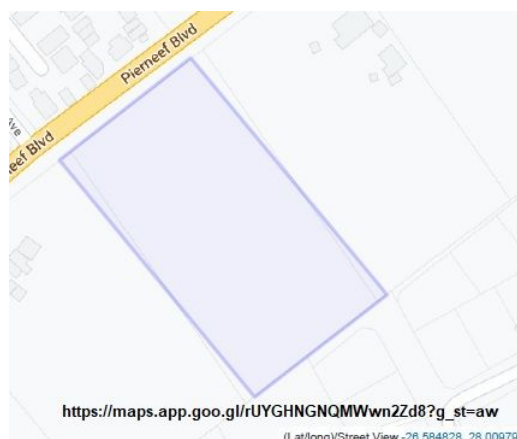 Pierneef Blvd
eef Blvd
Ave
https://maps.app.goo.gl/rUYGHNGNQMWwn2Zd8?g_st=aw
(Lat/long)/Street View -26.584828, 28.00979